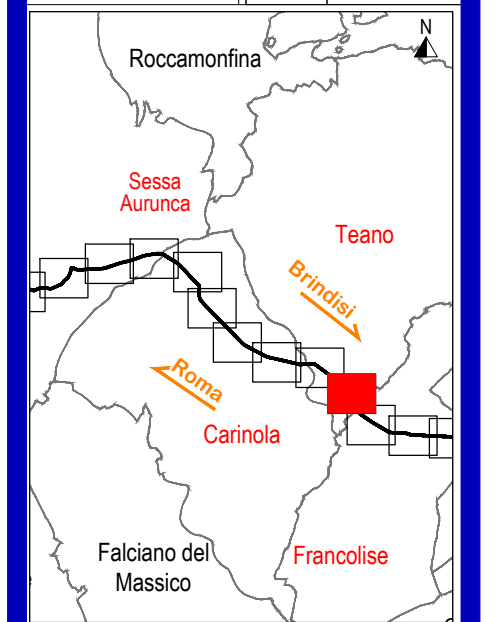 N
Roccamonfina
Sessa
Aurunca
Teano
Brindisi
Roma
Carinola
Falciano del
Massico
Francolise